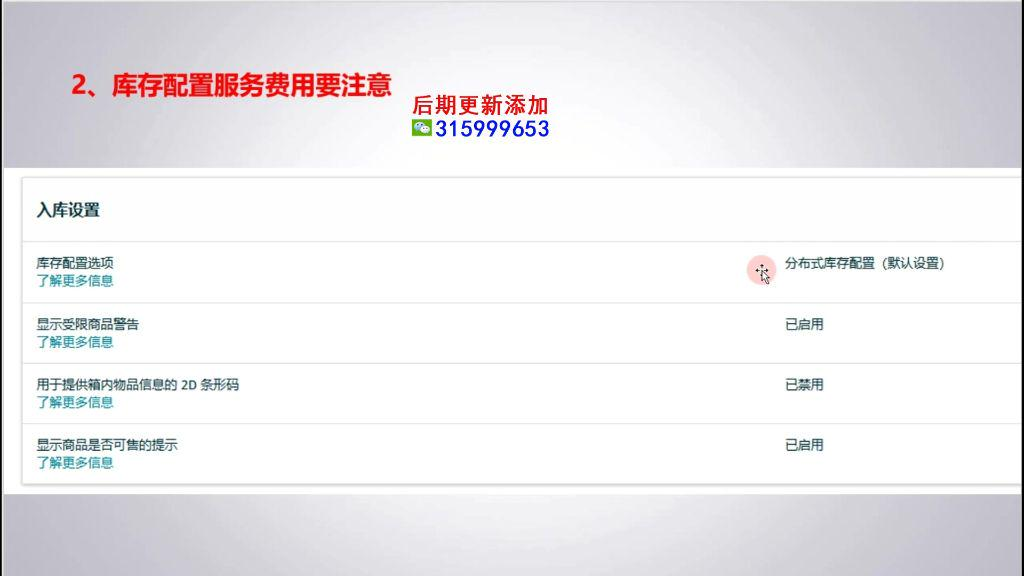 2、库存配置服务费用要注意
后期更新添加
315999653
入库设置
库存配置选项
分布式库存配置（默认设置）
了解更多信息
显示受限商品警告
已启用
了解更多信息
用于提供箱内物品信息的 2D 条形码
已禁用
了解更多信息
显示商品是否可售的提示
已启用
了解更多信息